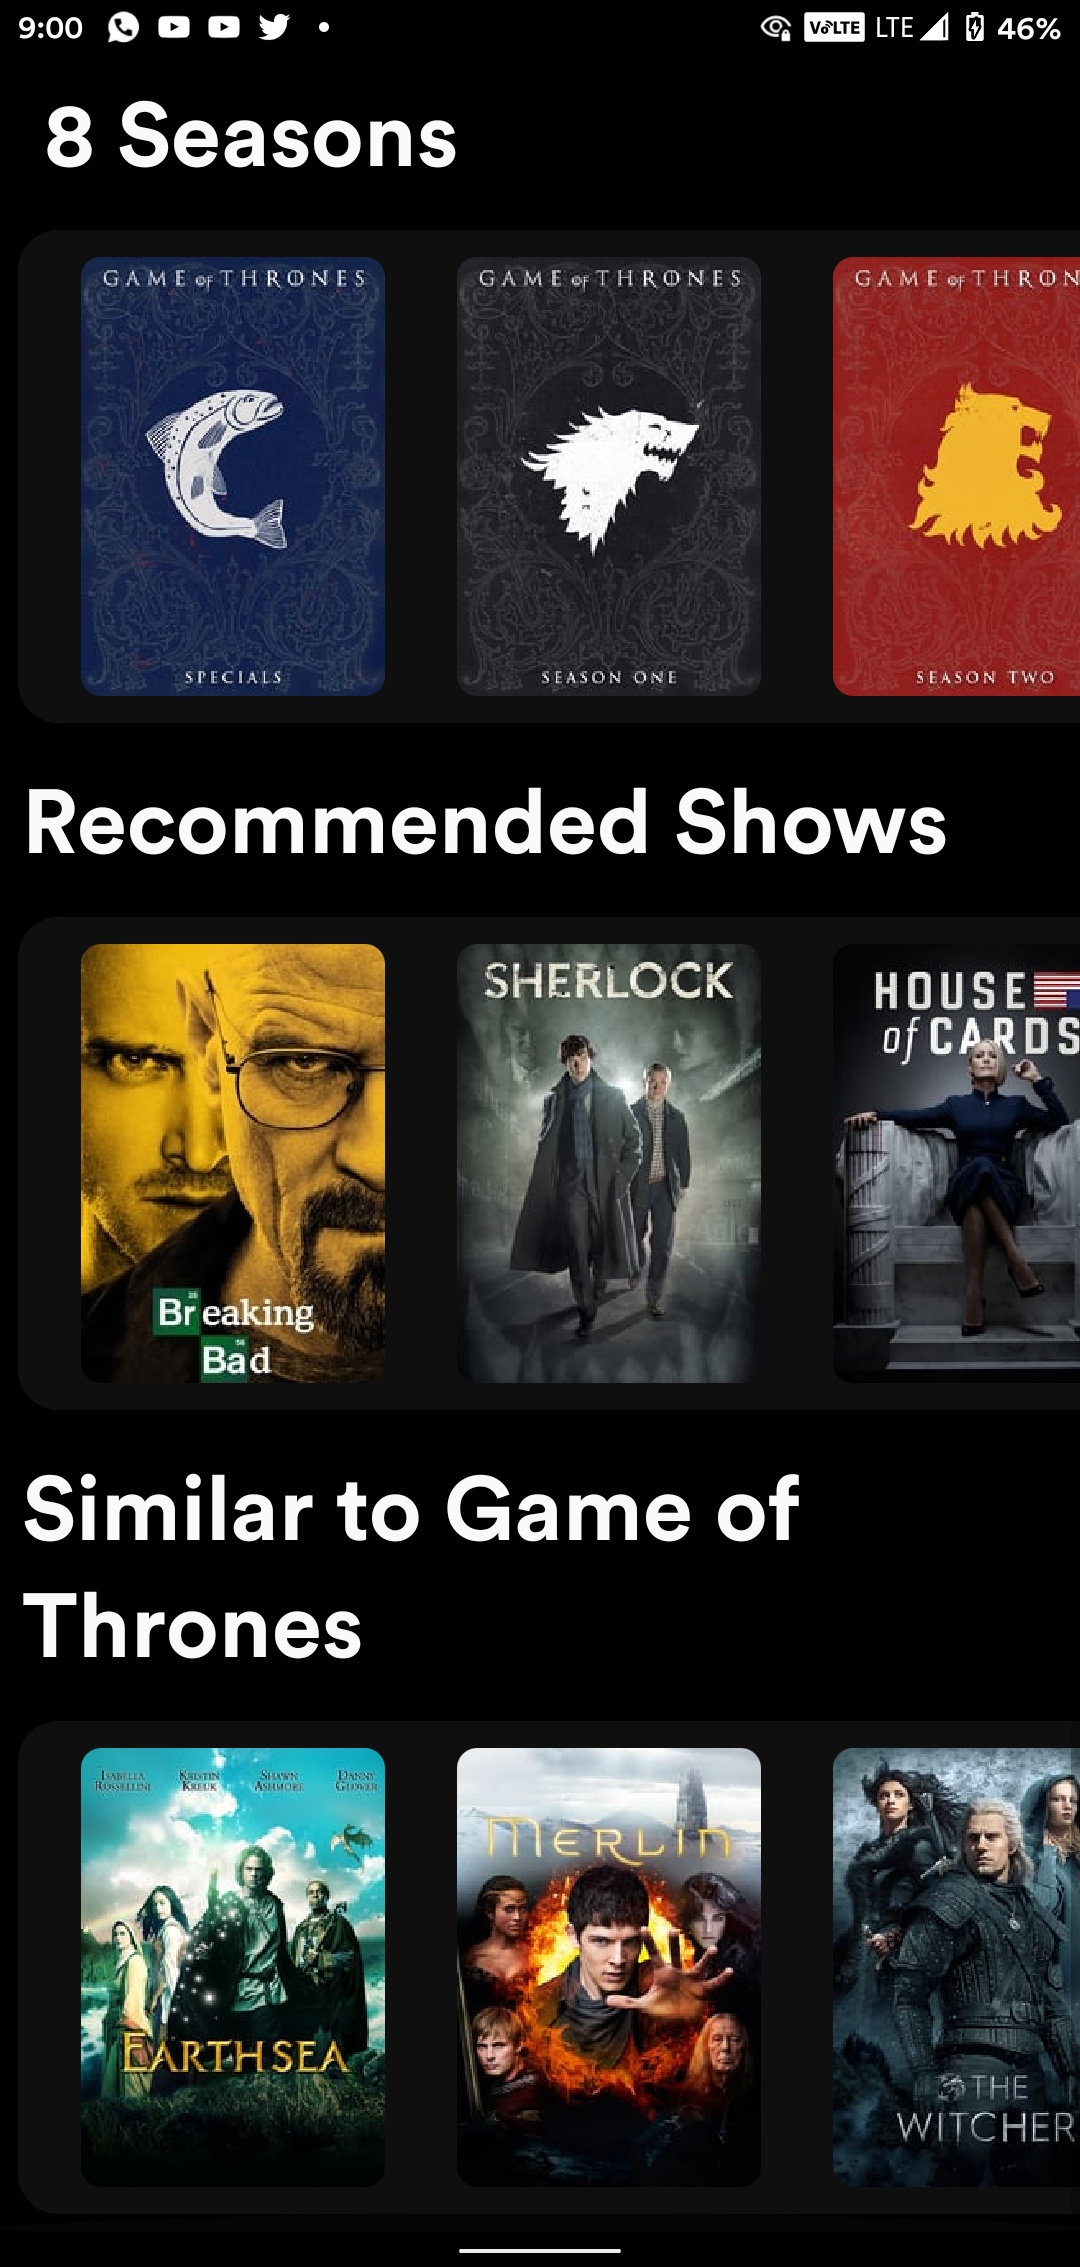 9:00
VoLTE LTE 46%
8 Seasons
GAME OF THRONES
SPECIALS
GAME OF THRONES
SEASON ONE
GAME OF THRON
SEASON TWO
Recommended Shows
Breaking
Bad
SHERLOCK
HOUSE
of CARDS
Similar to Game of
Thrones
ISABELLA ROSSELLINI
KRISTIN KREUK
SHAWN ASHMORE
DANNY GLOVER
EARTHSEA
MERLIN
THE
WITCHER